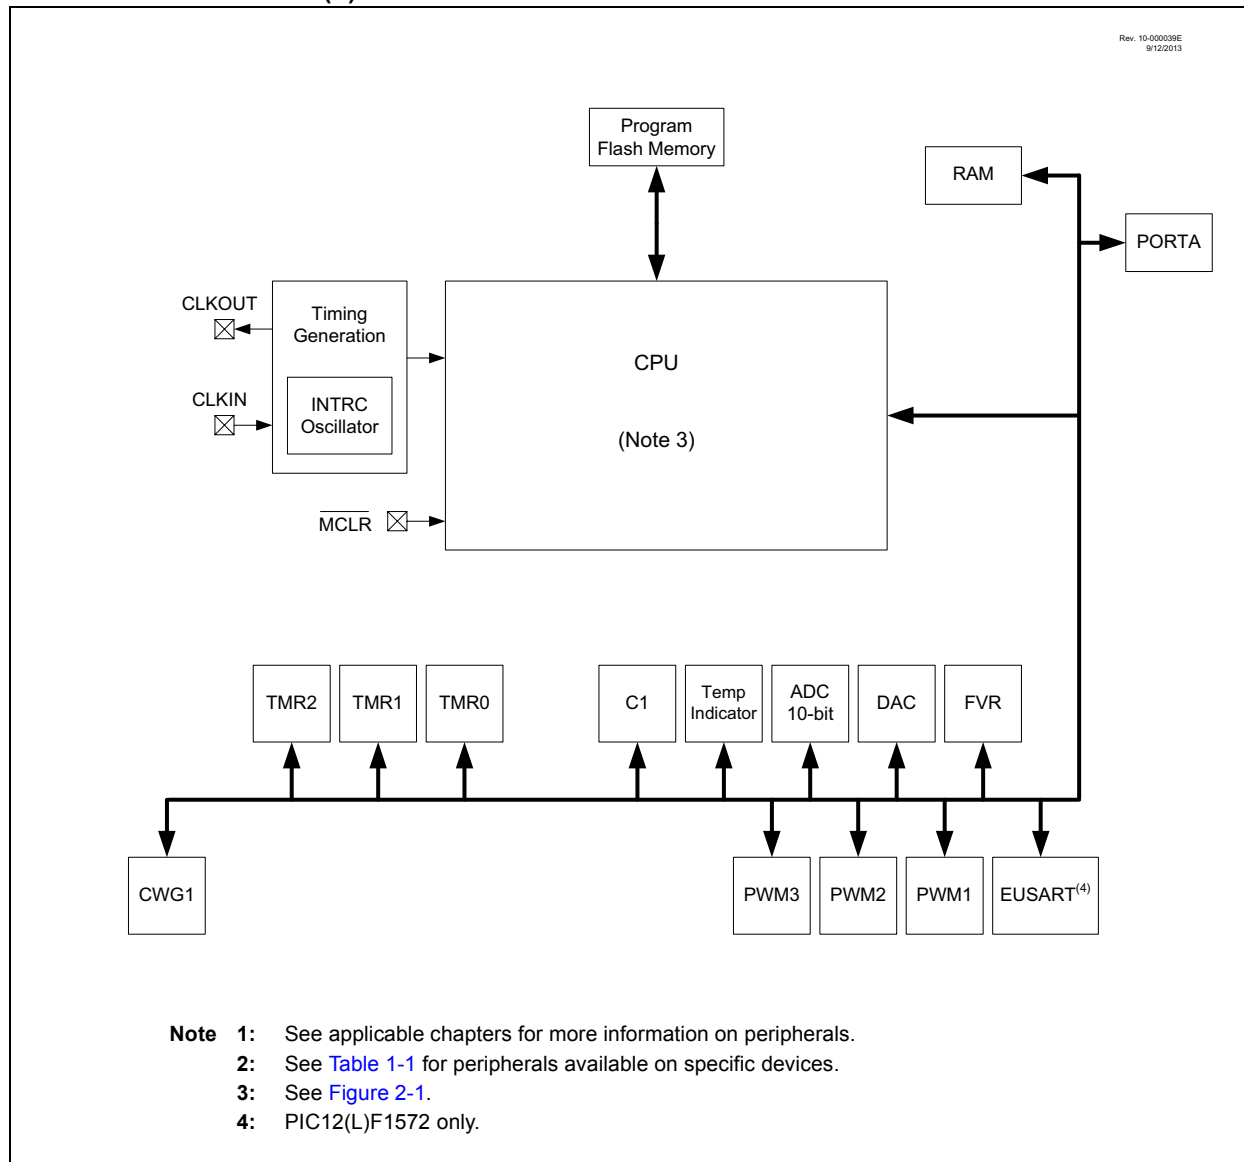 Rev. 10-000039E
9/12/2013
Program
Flash Memory
RAM
PORTA
CLKOUT
Timing
Generation
CPU
CLKIN
INTRC
Oscillator
(Note 3)
MCLR
TMR2
TMR1
TMR0
C1
Temp
Indicator
ADC
10-bit
DAC
FVR
CWG1
PWM3
PWM2
PWM1
EUSART(4)
Note 1: See applicable chapters for more information on peripherals.
2: See Table 1-1 for peripherals available on specific devices.
3: See Figure 2-1.
4: PIC12(L)F1572 only.